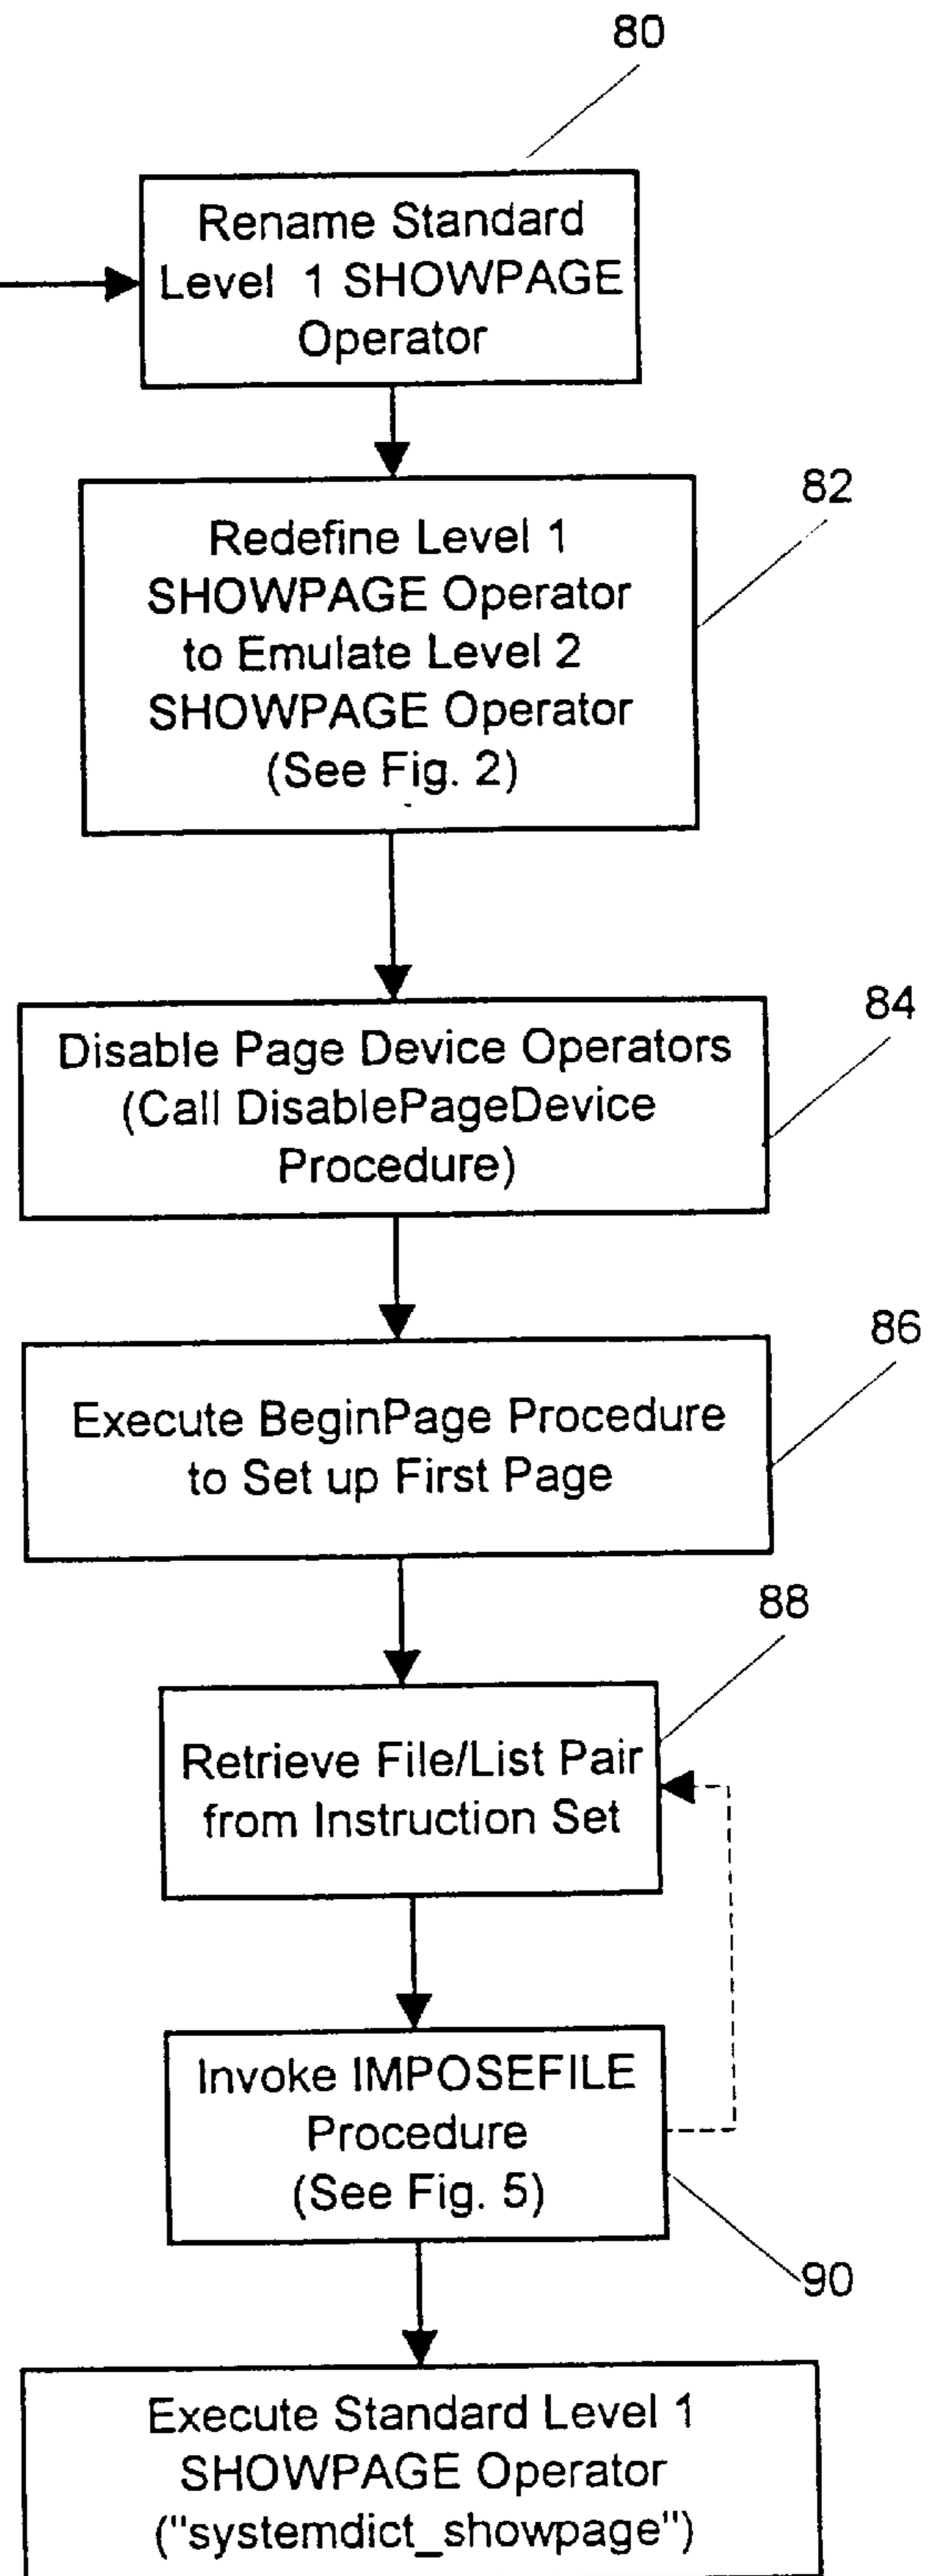 80
Rename Standard
Level 1 SHOWPAGE
Operator
82
Redefine Level 1
SHOWPAGE Operator
to Emulate Level 2
SHOWPAGE Operator
(See Fig. 2)
84
Disable Page Device Operators
(Call DisablePageDevice
Procedure)
86
Execute BeginPage Procedure
to Set up First Page
88
Retrieve File/List Pair
from Instruction Set
Invoke IMPOSEFILE
Procedure
(See Fig. 5)
90
Execute Standard Level 1
SHOWPAGE Operator
("systemdict_showpage")